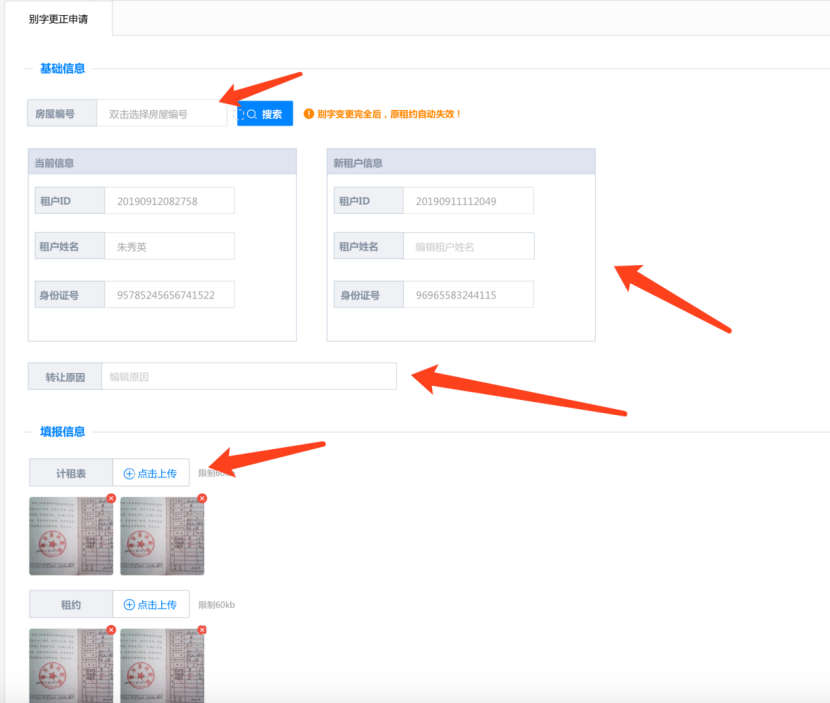 别字更正申请
基础信息
房屋编号 双击选择房屋编号 搜索 别字变更完全后，原租约自动失效！
当前信息
租户ID 20190912082758
租户姓名 朱秀英
身份证号 95785245656741522
新租户信息
租户ID 20190911112049
租户姓名 编辑租户姓名
身份证号 96965583244115
转让原因 编辑原因
填报信息
计租表 点击上传 限制60
租约 点击上传 限制60kb